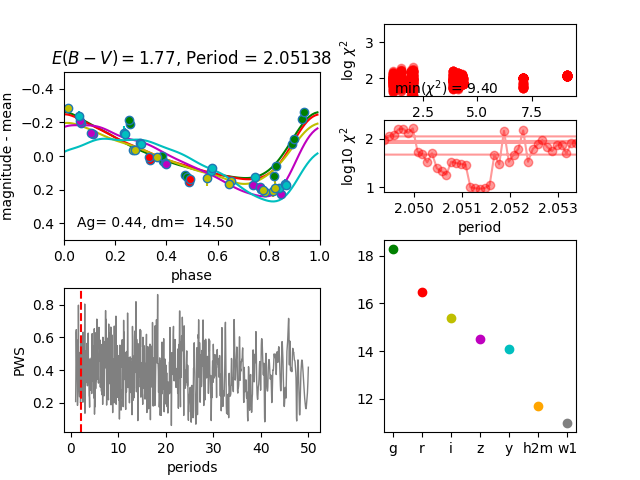 E(B − V) = 1.77, Period = 2.05138
−0.4
−0.2
0.0
0.2
0.4
magnitude - mean
Ag= 0.44, dm= 14.50
0.0 0.2 0.4 0.6 0.8 1.0
phase
3
2
log χ²
min(χ²) = 9.40
2.5 5.0 7.5
2
1
log10 χ²
2.050 2.051 2.052 2.053
period
0.8
0.6
0.4
0.2
PWS
0 10 20 30 40 50
periods
18
16
14
12
g r i z y h2m w1